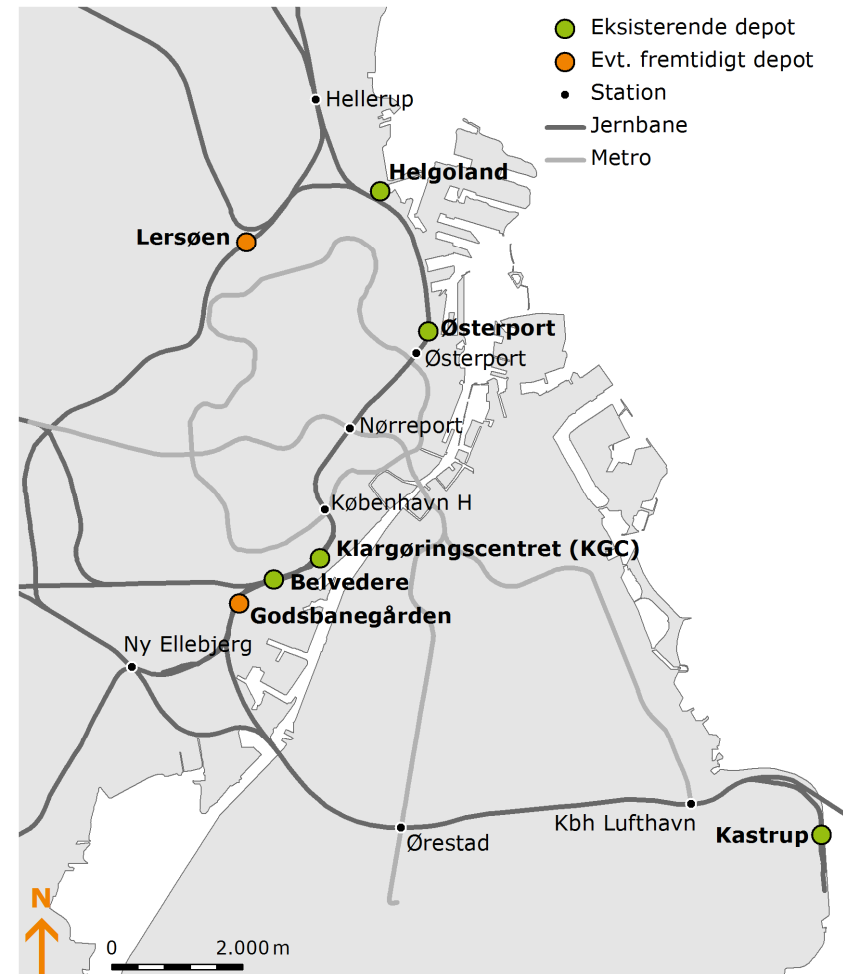 Eksisterende depot
Evt. fremtidigt depot
Station
Jernbane
Metro
Hellerup
Helgoland
Lersøen
Østerport
Østerport
Nørreport
København H
Klargøringscentret (KGC)
Belvedere
Godsbanegården
Ny Ellebjerg
Kbh Lufthavn
Kastrup
Ørestad
N
0 2.000 m